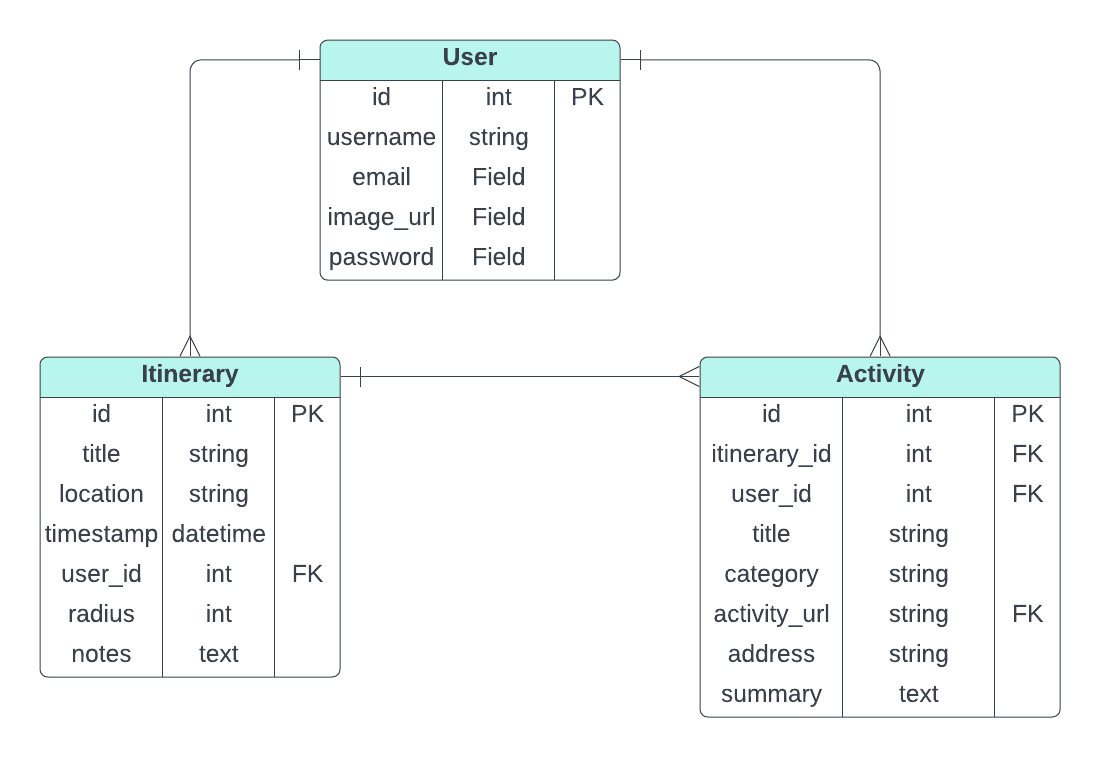 User
id int PK
username string
email Field
image_url Field
password Field
Itinerary
id int PK
title string
location string
timestamp datetime
user_id int FK
radius int
notes text
Activity
id int PK
itinerary_id int FK
user_id int FK
title string
category string
activity_url string FK
address string
summary text